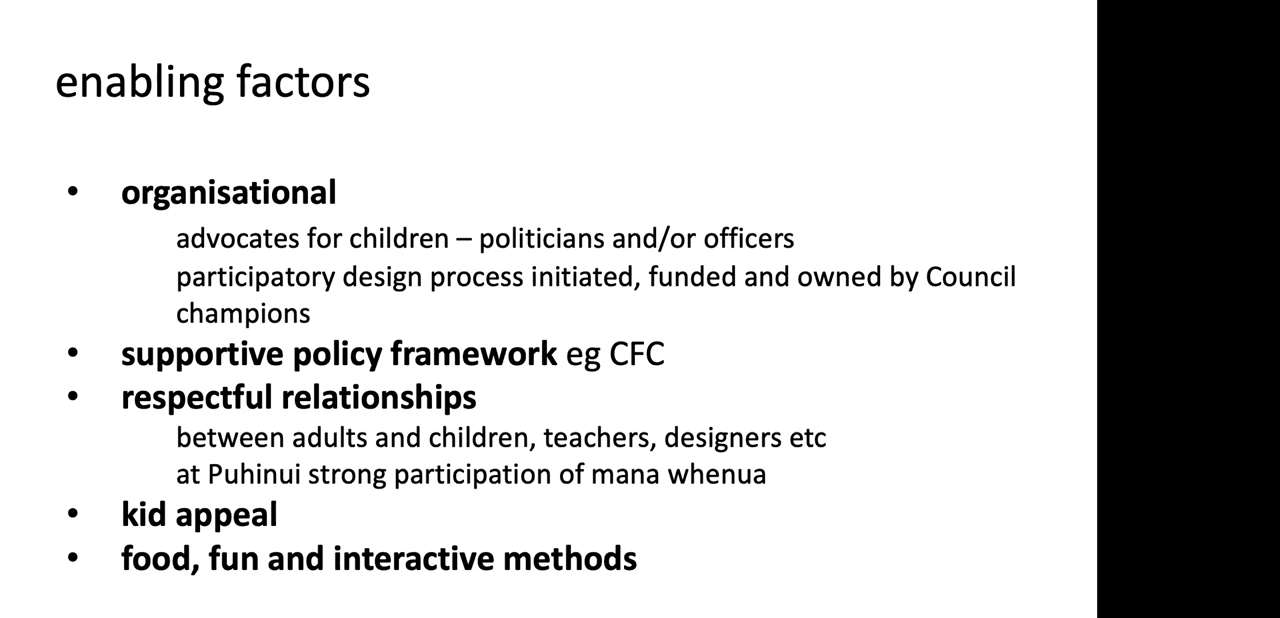 enabling factors
• organisational
advocates for children – politicians and/or officers
participatory design process initiated, funded and owned by Council
champions
• supportive policy framework eg CFC
• respectful relationships
between adults and children, teachers, designers etc
at Puhinui strong participation of mana whenua
• kid appeal
• food, fun and interactive methods